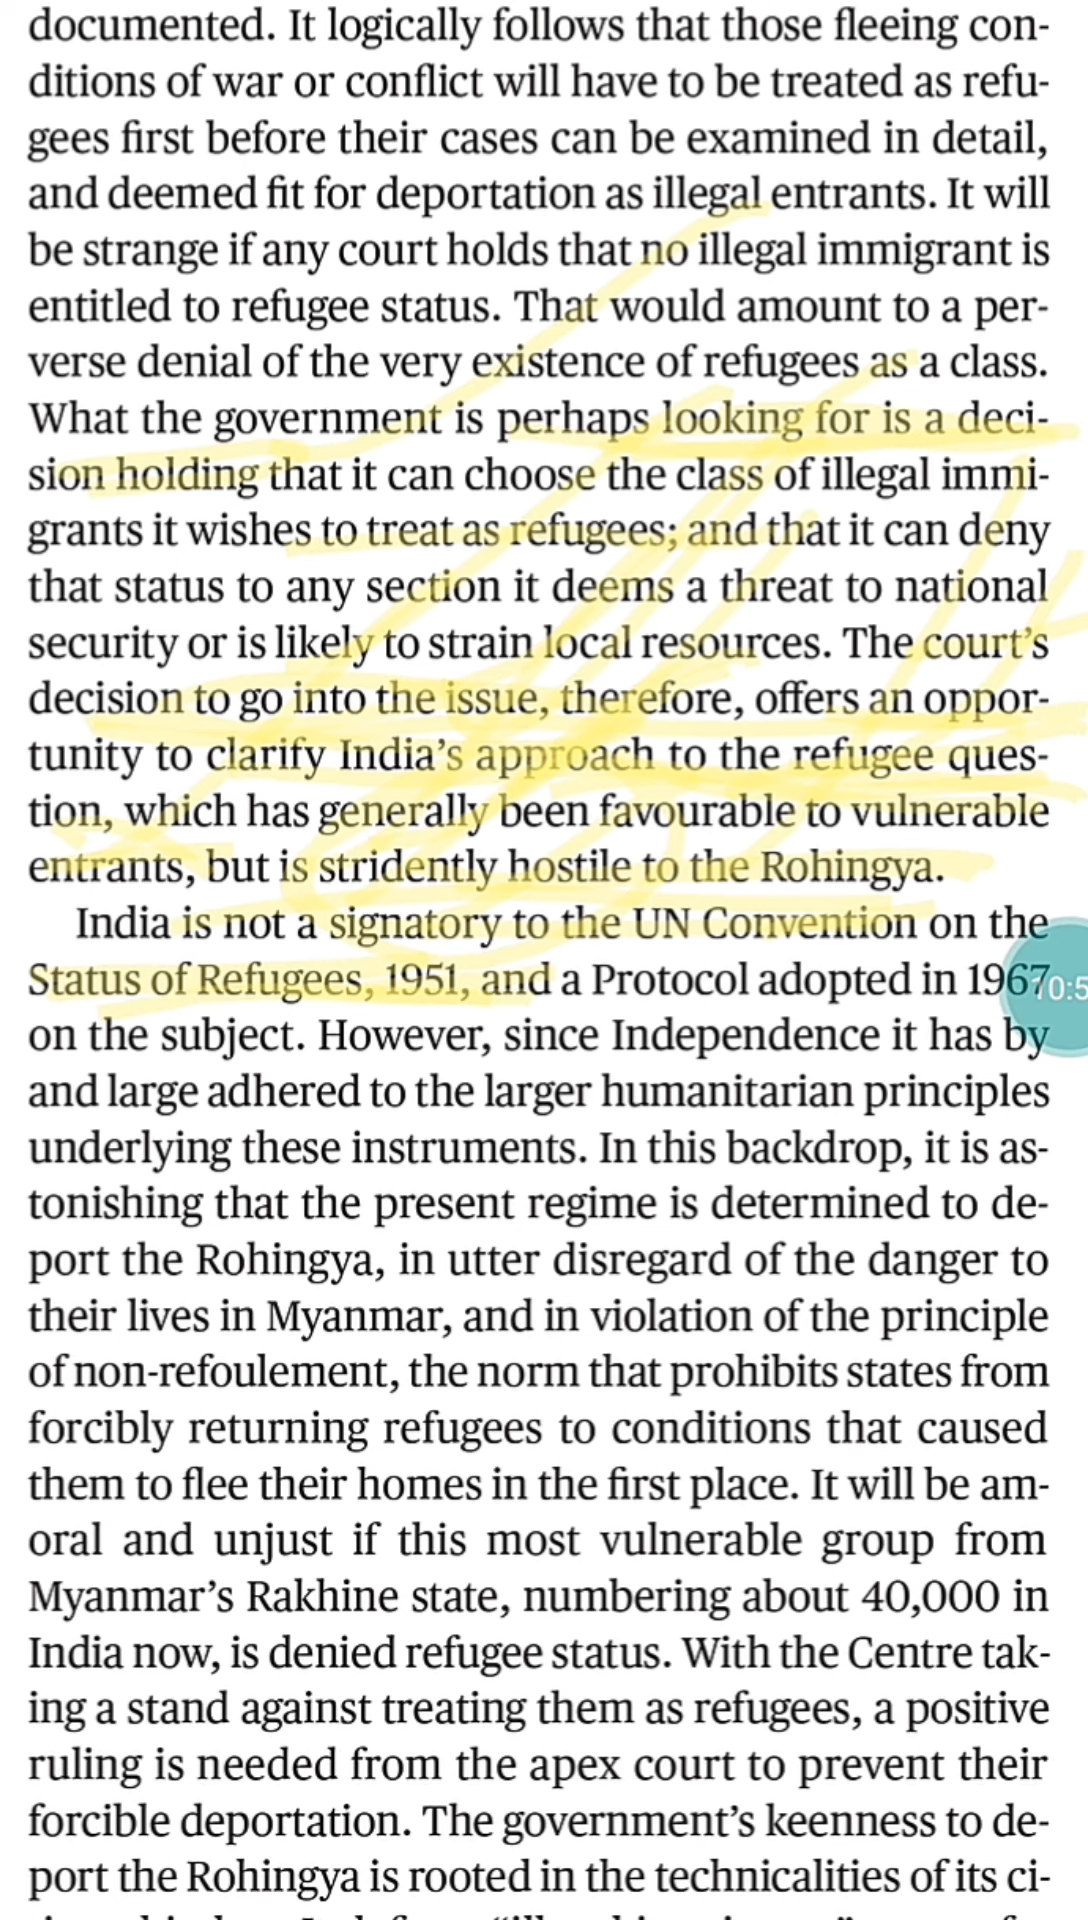 documented. It logically follows that those fleeing con-
ditions of war or conflict will have to be treated as refu-
gees first before their cases can be examined in detail,
and deemed fit for deportation as illegal entrants. It will
be strange if any court holds that no illegal immigrant is
entitled to refugee status. That would amount to a per-
verse denial of the very existence of refugees as a class.
What the government is perhaps looking for is a deci-
sion holding that it can choose the class of illegal immi-
grants it wishes to treat as refugees; and that it can deny
that status to any section it deems a threat to national
security or is likely to strain local resources. The court’s
decision to go into the issue, therefore, offers an oppor-
tunity to clarify India’s approach to the refugee ques-
tion, which has generally been favourable to vulnerable
entrants, but is stridently hostile to the Rohingya.
India is not a signatory to the UN Convention on the
Status of Refugees, 1951, and a Protocol adopted in 1967
on the subject. However, since Independence it has by
and large adhered to the larger humanitarian principles
underlying these instruments. In this backdrop, it is as-
tonishing that the present regime is determined to de-
port the Rohingya, in utter disregard of the danger to
their lives in Myanmar, and in violation of the principle
of non-refoulement, the norm that prohibits states from
forcibly returning refugees to conditions that caused
them to flee their homes in the first place. It will be am-
oral and unjust if this most vulnerable group from
Myanmar’s Rakhine state, numbering about 40,000 in
India now, is denied refugee status. With the Centre tak-
ing a stand against treating them as refugees, a positive
ruling is needed from the apex court to prevent their
forcible deportation. The government’s keenness to de-
port the Rohingya is rooted in the technicalities of its ci-